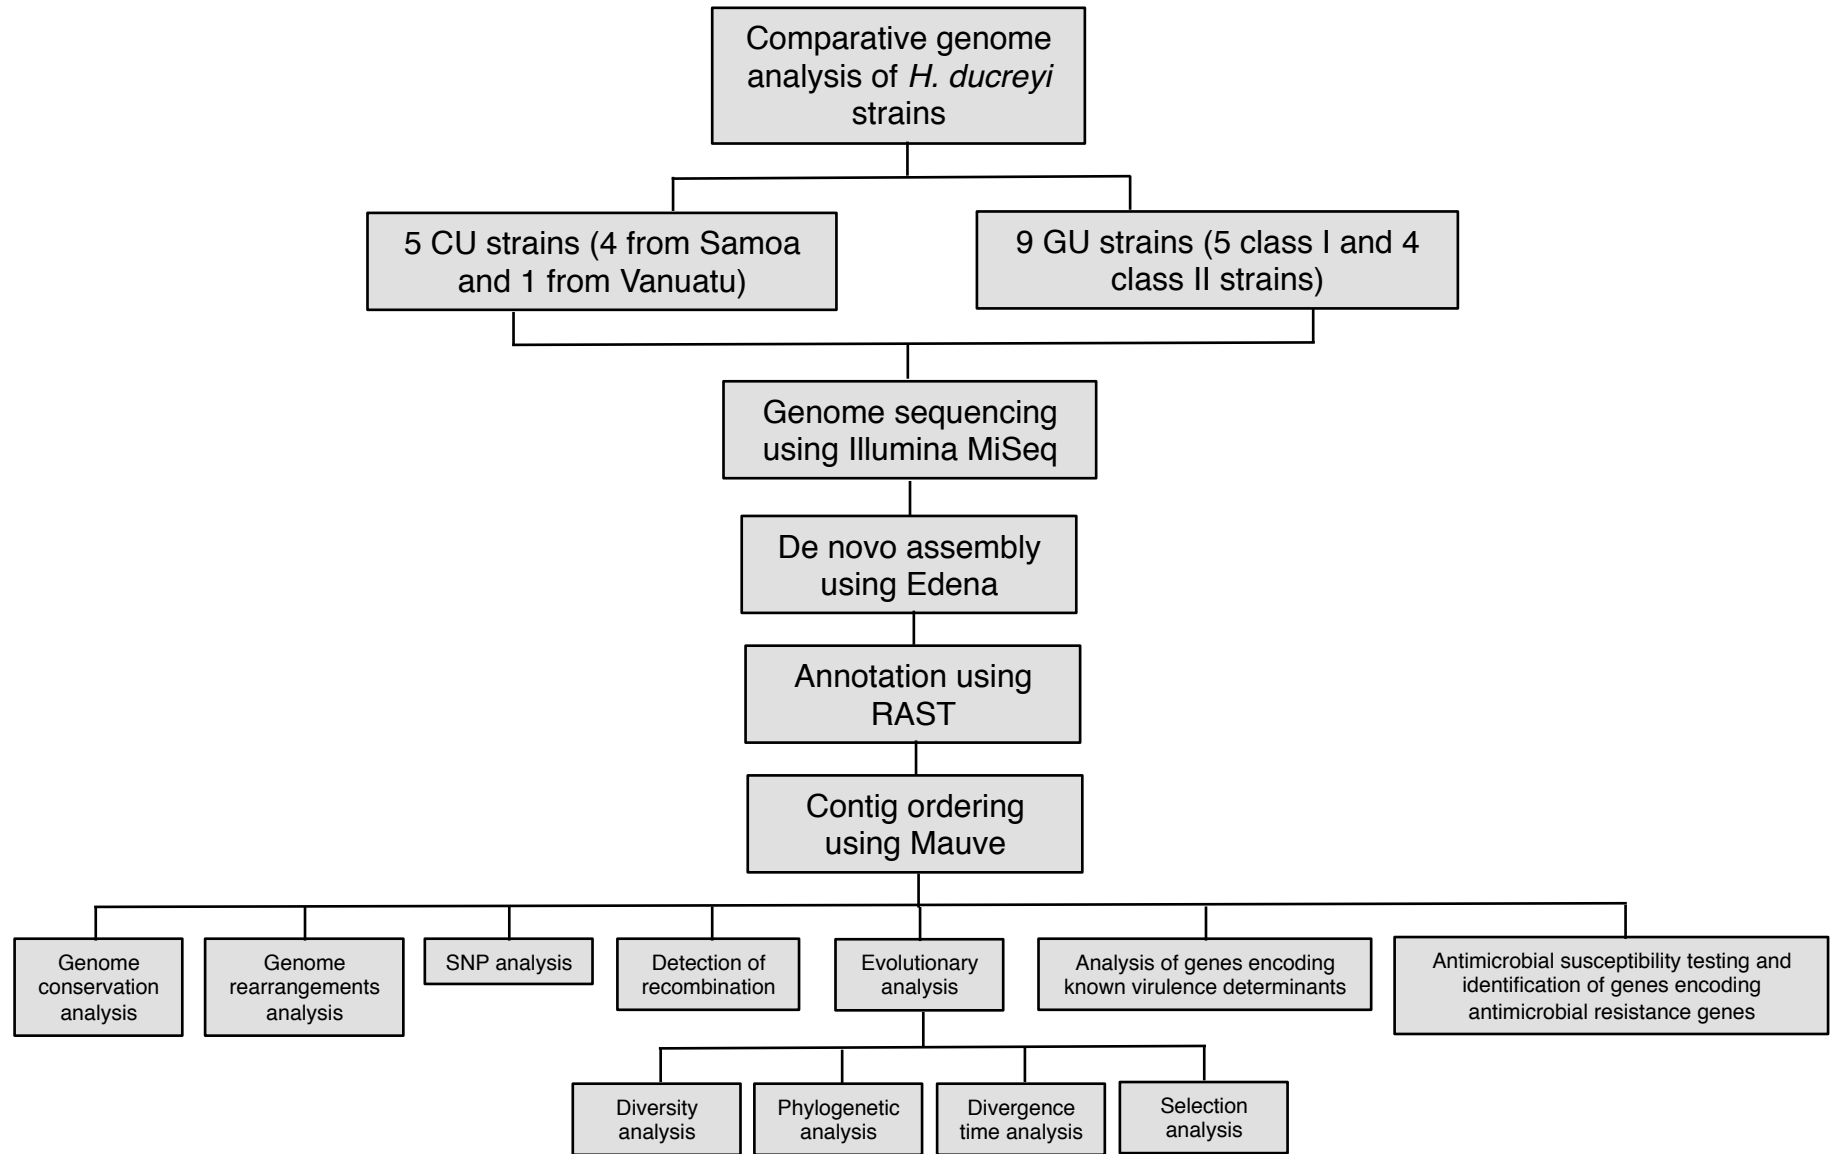 Comparative genome
analysis of H. ducreyi
strains
5 CU strains (4 from Samoa
and 1 from Vanuatu)
9 GU strains (5 class I and 4
class II strains)
Genome sequencing
using Illumina MiSeq
De novo assembly
using Edena
Annotation using
RAST
Contig ordering
using Mauve
Genome
conservation
analysis
Genome
rearrangements
analysis
SNP analysis
Detection of
recombination
Evolutionary
analysis
Analysis of genes encoding
known virulence determinants
Antimicrobial susceptibility testing and
identification of genes encoding
antimicrobial resistance genes
Diversity
analysis
Phylogenetic
analysis
Divergence
time analysis
Selection
analysis